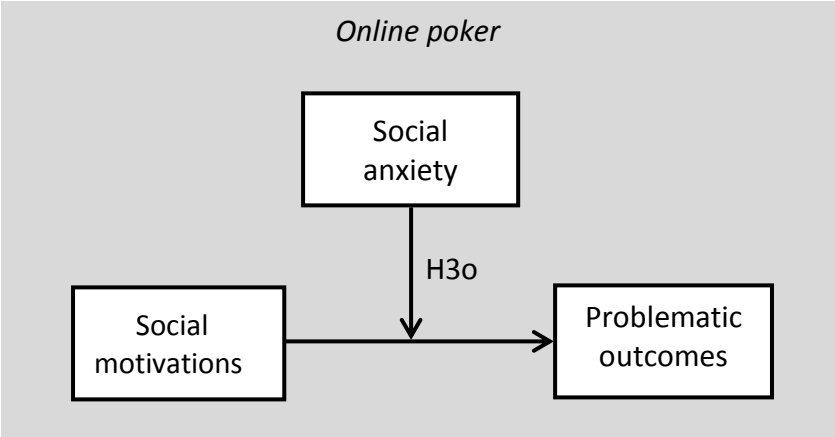 Online poker
Social
anxiety
H3o
Social
motivations
Problematic
outcomes